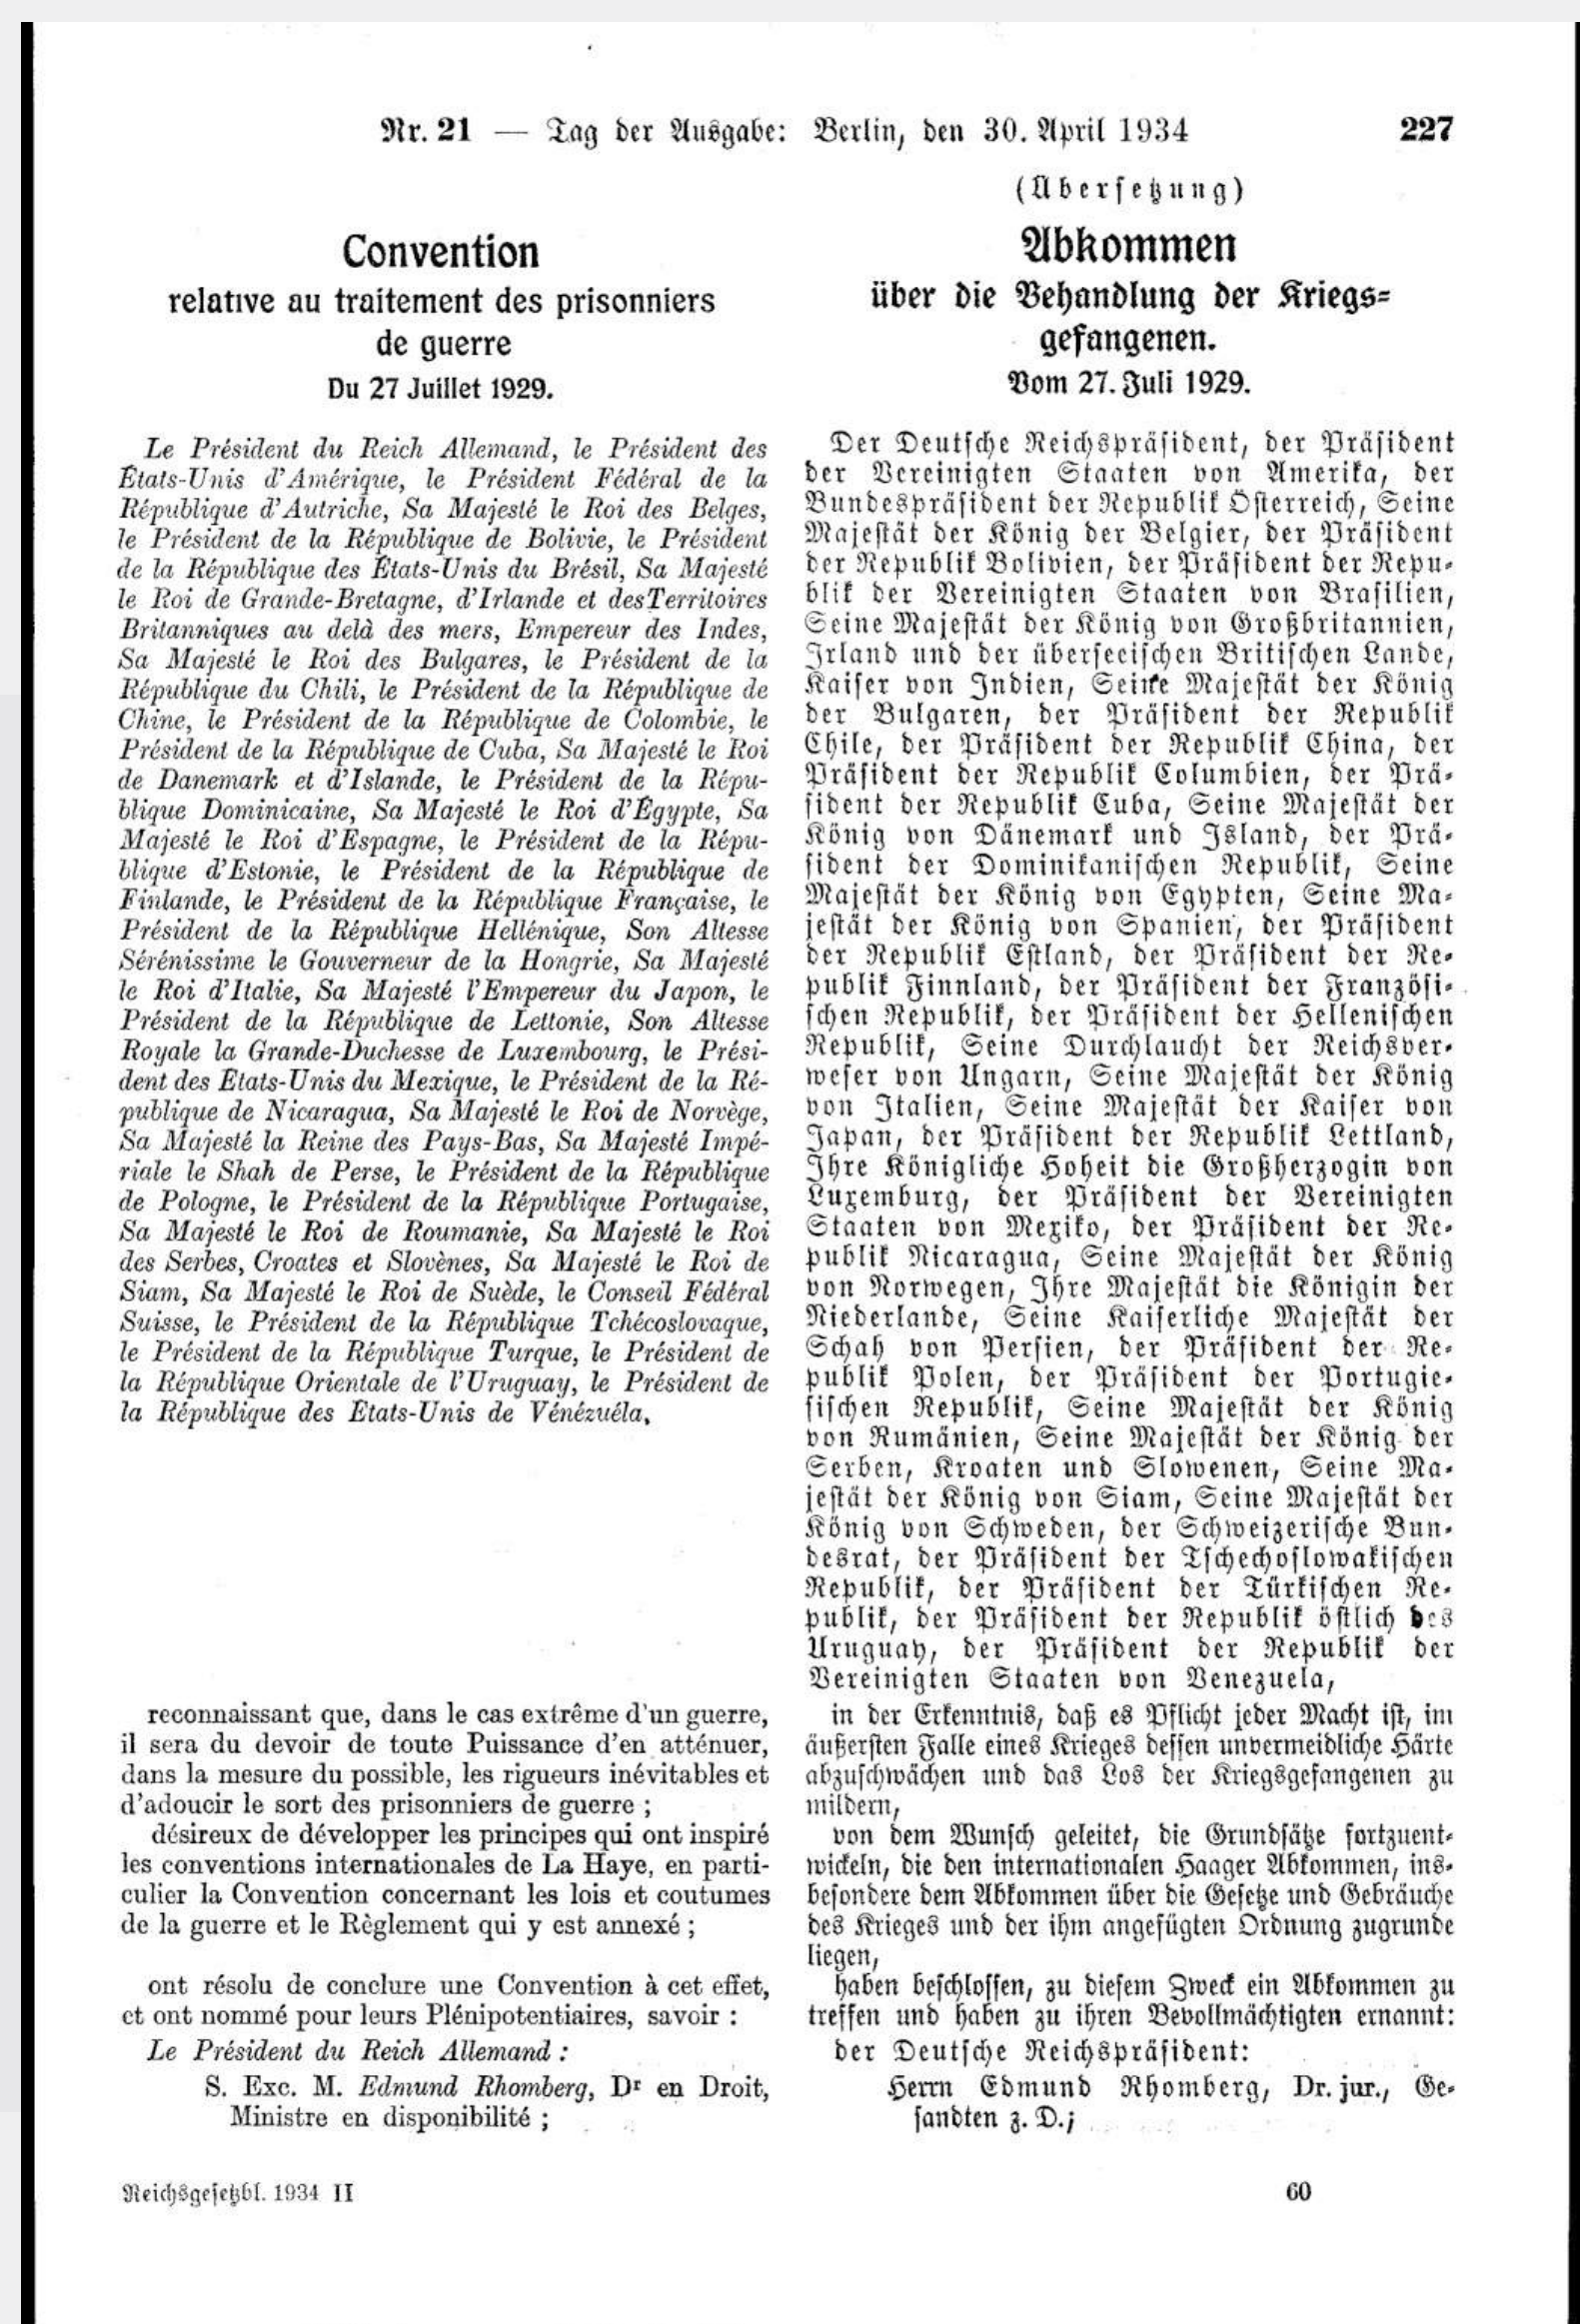 Nr. 21 — Tag der Ausgabe: Berlin, den 30. April 1934 227
Convention
relative au traitement des prisonniers
de guerre
Du 27 Juillet 1929.
Le Président du Reich Allemand, le Président des
États-Unis d'Amérique, le Président Fédéral de la
République d'Autriche, Sa Majesté le Roi des Belges,
le Président de la République de Bolivie, le Président
de la République des États-Unis du Brésil, Sa Majesté
le Roi de Grande-Bretagne, d'Irlande et des Territoires
Britanniques au delà des mers, Empereur des Indes,
Sa Majesté le Roi des Bulgares, le Président de la
République du Chili, le Président de la République de
Chine, le Président de la République de Colombie, le
Président de la République de Cuba, Sa Majesté le Roi
de Danemark et d'Islande, le Président de la Répu-
blique Dominicaine, Sa Majesté le Roi d'Égypte, Sa
Majesté le Roi d'Espagne, le Président de la Répu-
blique d'Estonie, le Président de la République de
Finlande, le Président de la République Française, le
Président de la République Hellénique, Son Altesse
Sérénissime le Gouverneur de la Hongrie, Sa Majesté
le Roi d'Italie, Sa Majesté l'Empereur du Japon, le
Président de la République de Lettonie, Son Altesse
Royale la Grande-Duchesse de Luxembourg, le Prési-
dent des États-Unis du Mexique, le Président de la Ré-
publique de Nicaragua, Sa Majesté le Roi de Norvège,
Sa Majesté la Reine des Pays-Bas, Sa Majesté Impé-
riale le Shah de Perse, le Président de la République
de Pologne, le Président de la République Portugaise,
Sa Majesté le Roi de Roumanie, Sa Majesté le Roi
des Serbes, Croates et Slovènes, Sa Majesté le Roi de
Siam, Sa Majesté le Roi de Suède, le Conseil Fédéral
Suisse, le Président de la République Tchécoslovaque,
le Président de la République Turque, le Président de
la République Orientale de l'Uruguay, le Président de
la République des États-Unis de Vénézuéla,
reconnaissant que, dans le cas extrême d'un guerre,
il sera du devoir de toute Puissance d'en atténuer,
dans la mesure du possible, les rigueurs inévitables et
d'adoucir le sort des prisonniers de guerre ;
désireux de développer les principes qui ont inspiré
les conventions internationales de La Haye, en parti-
culier la Convention concernant les lois et coutumes
de la guerre et le Règlement qui y est annexé ;
ont résolu de conclure une Convention à cet effet,
et ont nommé pour leurs Plénipotentiaires, savoir :
Le Président du Reich Allemand :
S. Exc. M. Edmund Rhomberg, Dr en Droit,
Ministre en disponibilité ;
(Übersetzung)
Abkommen
über die Behandlung der Kriegs-
gefangenen.
Vom 27. Juli 1929.
Der Deutsche Reichspräsident, der Präsident
der Vereinigten Staaten von Amerika, der
Bundespräsident der Republik Österreich, Seine
Majestät der König der Belgier, der Präsident
der Republik Bolivien, der Präsident der Repu-
blik der Vereinigten Staaten von Brasilien,
Seine Majestät der König von Großbritannien,
Irland und der überseeischen Britischen Lande,
Kaiser von Indien, Seine Majestät der König
der Bulgaren, der Präsident der Republik
Chile, der Präsident der Republik China, der
Präsident der Republik Columbien, der Prä-
sident der Republik Cuba, Seine Majestät der
König von Dänemark und Island, der Prä-
sident der Dominikanischen Republik, Seine
Majestät der König von Egypten, Seine Ma-
jestät der König von Spanien, der Präsident
der Republik Estland, der Präsident der Re-
publik Finnland, der Präsident der Französi-
schen Republik, der Präsident der Hellenischen
Republik, Seine Durchlaucht der Reichsver-
weser von Ungarn, Seine Majestät der König
von Italien, Seine Majestät der Kaiser von
Japan, der Präsident der Republik Lettland,
Ihre Königliche Hoheit die Großherzogin von
Luxemburg, der Präsident der Vereinigten
Staaten von Mexiko, der Präsident der Re-
publik Nicaragua, Seine Majestät der König
von Norwegen, Ihre Majestät die Königin der
Niederlande, Seine Kaiserliche Majestät der
Schah von Persien, der Präsident der Re-
publik Polen, der Präsident der Portugie-
sischen Republik, Seine Majestät der König
von Rumänien, Seine Majestät der König der
Serben, Kroaten und Slowenen, Seine Ma-
jestät der König von Siam, Seine Majestät der
König von Schweden, der Schweizerische Bun-
desrat, der Präsident der Tschechoslowakischen
Republik, der Präsident der Türkischen Re-
publik, der Präsident der Republik östlich des
Uruguay, der Präsident der Republik der
Vereinigten Staaten von Venezuela,
in der Erkenntnis, daß es Pflicht jeder Macht ist, im
äußersten Falle eines Krieges dessen unvermeidliche Härte
abzuschwächen und das Los der Kriegsgefangenen zu
mildern,
von dem Wunsch geleitet, die Grundsätze fortzuent-
wickeln, die den internationalen Haager Abkommen, ins-
besondere dem Abkommen über die Gesetze und Gebräuche
des Krieges und der ihm angefügten Ordnung zugrunde
liegen,
haben beschlossen, zu diesem Zweck ein Abkommen zu
treffen und haben zu ihren Bevollmächtigten ernannt:
der Deutsche Reichspräsident:
Herrn Edmund Rhomberg, Dr. jur., Ge-
sandten z. D.;
Reichsgesetzbl. 1934 II 60